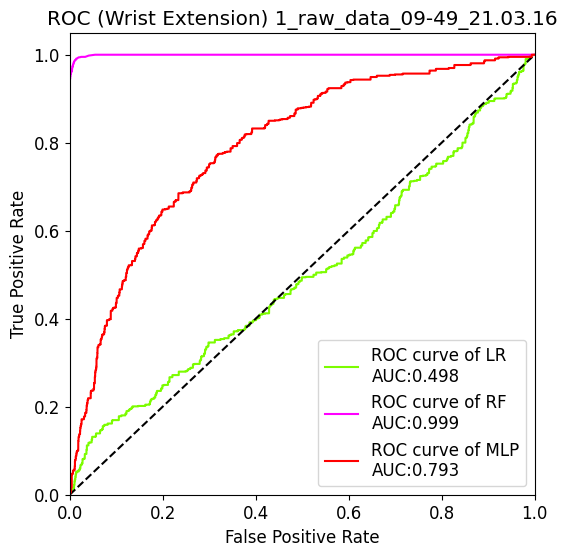 ROC (Wrist Extension) 1_raw_data_09-49_21.03.16
1.0
0.8
0.6
0.4
0.2
0.0
True Positive Rate
ROC curve of LR
AUC:0.498
ROC curve of RF
AUC:0.999
ROC curve of MLP
AUC:0.793
0.0 0.2 0.4 0.6 0.8 1.0
False Positive Rate